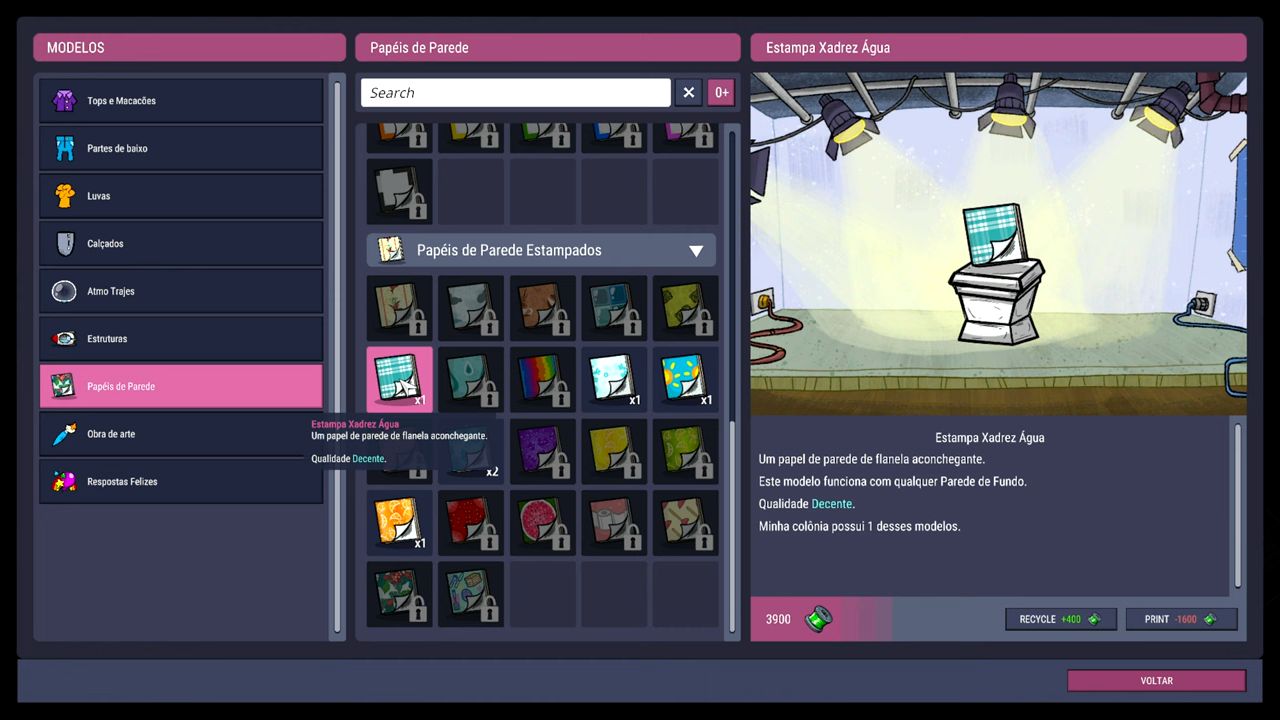 MODELOS
Papéis de Parede
Estampa Xadrez Água
Tops e Macacões
Partes de baixo
Luvas
Calçados
Atmo Trajes
Estruturas
Papéis de Parede
Obra de arte
Respostas Felizes
Search
0+
Papéis de Parede Estampados
x1
x1
x1
x2
x1
Estampa Xadrez Água
Um papel de parede de flanela aconchegante.
Qualidade Decente.
Estampa Xadrez Água
Um papel de parede de flanela aconchegante.
Este modelo funciona com qualquer Parede de Fundo.
Qualidade Decente.
Minha colônia possui 1 desses modelos.
3900
RECYCLE +400
PRINT -1600
VOLTAR